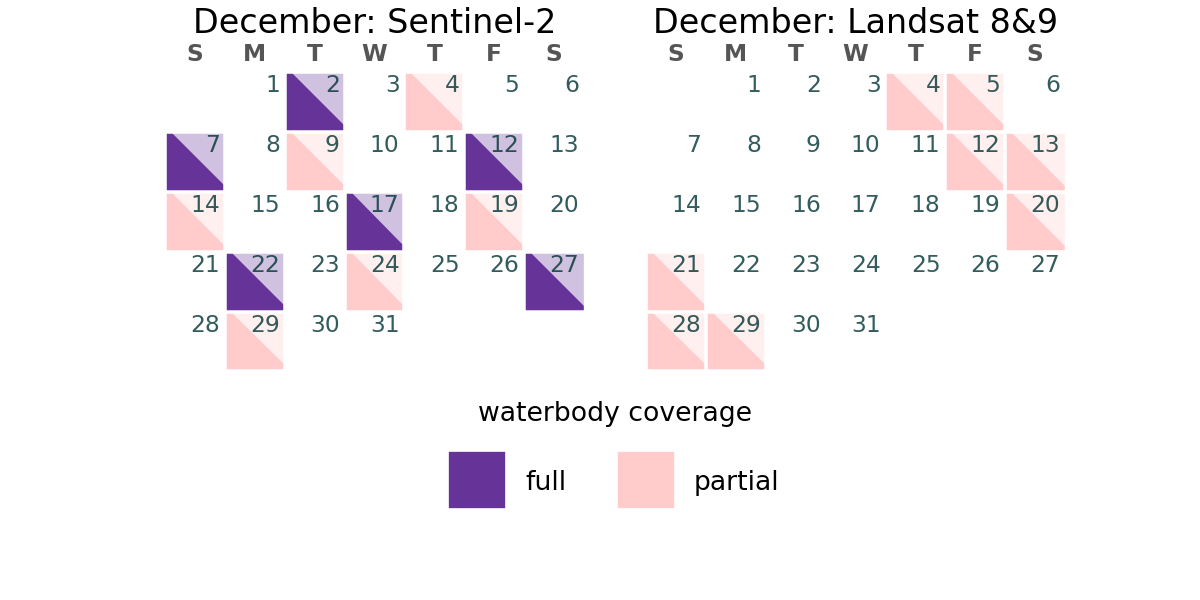 December: Sentinel-2
S M T W T F S
1 2 3 4 5 6
7 8 9 10 11 12 13
14 15 16 17 18 19 20
21 22 23 24 25 26 27
28 29 30 31
December: Landsat 8&9
S M T W T F S
1 2 3 4 5 6
7 8 9 10 11 12 13
14 15 16 17 18 19 20
21 22 23 24 25 26 27
28 29 30 31
waterbody coverage
full partial